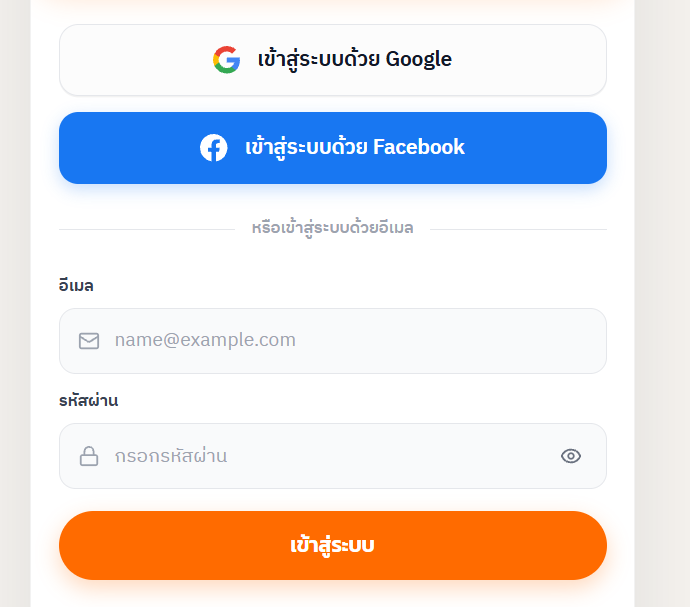 เข้าสู่ระบบด้วย Google
เข้าสู่ระบบด้วย Facebook
หรือเข้าสู่ระบบด้วยอีเมล
อีเมล
name@example.com
รหัสผ่าน
กรอกรหัสผ่าน
เข้าสู่ระบบ